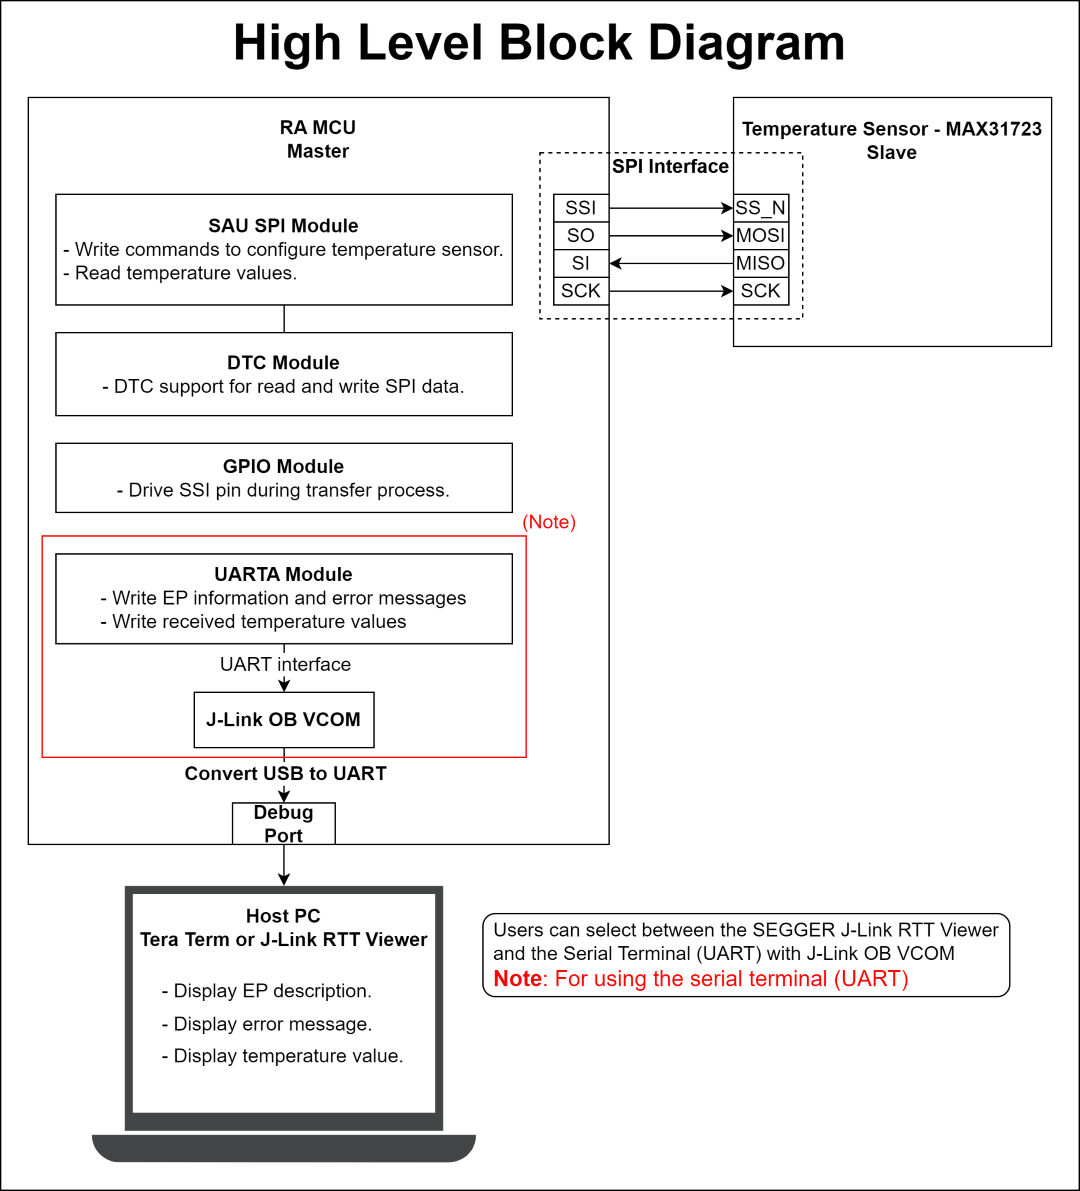 High Level Block Diagram
RA MCU
Master
Temperature Sensor - MAX31723
Slave
SPI Interface
SSI
SS_N
SO
MOSI
SI
MISO
SCK
SCK
SAU SPI Module
- Write commands to configure temperature sensor.
- Read temperature values.
DTC Module
- DTC support for read and write SPI data.
GPIO Module
- Drive SSI pin during transfer process.
(Note)
UARTA Module
- Write EP information and error messages
- Write received temperature values
UART interface
J-Link OB VCOM
Convert USB to UART
Debug
Port
Host PC
Tera Term or J-Link RTT Viewer
- Display EP description.
- Display error message.
- Display temperature value.
Users can select between the SEGGER J-Link RTT Viewer
and the Serial Terminal (UART) with J-Link OB VCOM
Note: For using the serial terminal (UART)